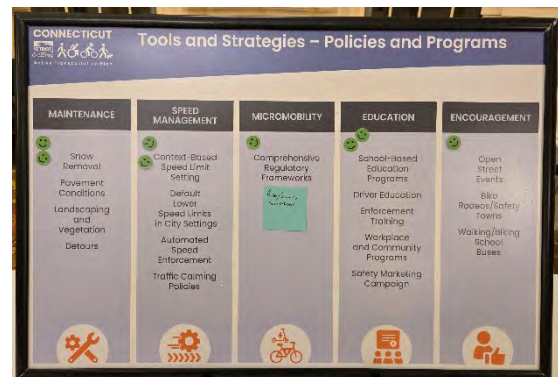 CONNECTICUT
Active Transportation Plan
Tools and Strategies – Policies and Programs
MAINTENANCE
Snow
Removal
Pavement
Conditions
Landscaping
and
Vegetation
Detours
SPEED
MANAGEMENT
Context-Based
Speed Limit
Setting
Default
Lower
Speed Limits
in City Settings
Automated
Speed
Enforcement
Traffic Calming
Policies
MICROMOBILITY
Comprehensive
Regulatory
Frameworks
EDUCATION
School-Based
Education
Programs
Driver Education
Enforcement
Training
Workplace
and Community
Programs
Safety Marketing
Campaign
ENCOURAGEMENT
Open
Street
Events
Bike
Rodeos/Safety
Towns
Walking/Biking
School
Buses